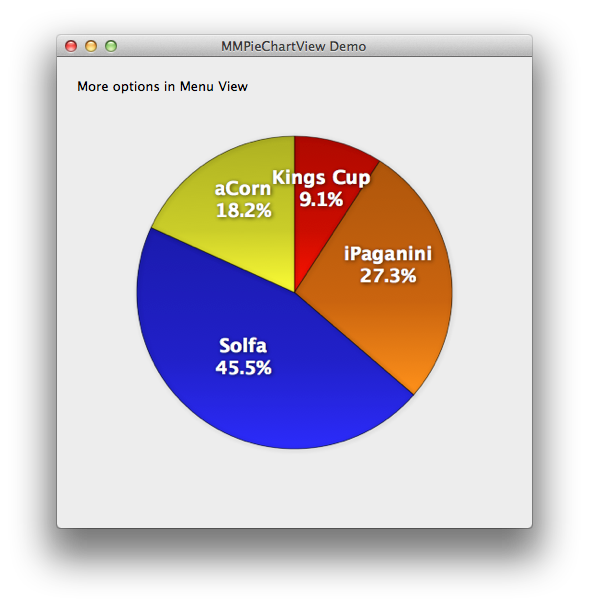 MMPieChartView Demo
More options in Menu View
Kings Cup
9.1%
aCorn
18.2%
iPaganini
27.3%
Solfa
45.5%